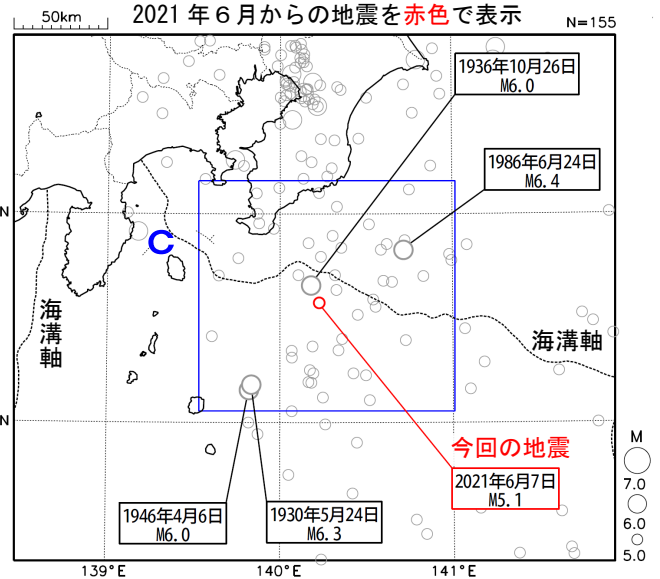 2021年6月からの地震を赤色で表示
50km
N=155
1936年10月26日
M6.0
1986年6月24日
M6.4
N
C
海溝軸
海溝軸
今回の地震
2021年6月7日
M5.1
N
1946年4月6日
M6.0
1930年5月24日
M6.3
M
7.0
6.0
5.0
139°E
140°E
141°E